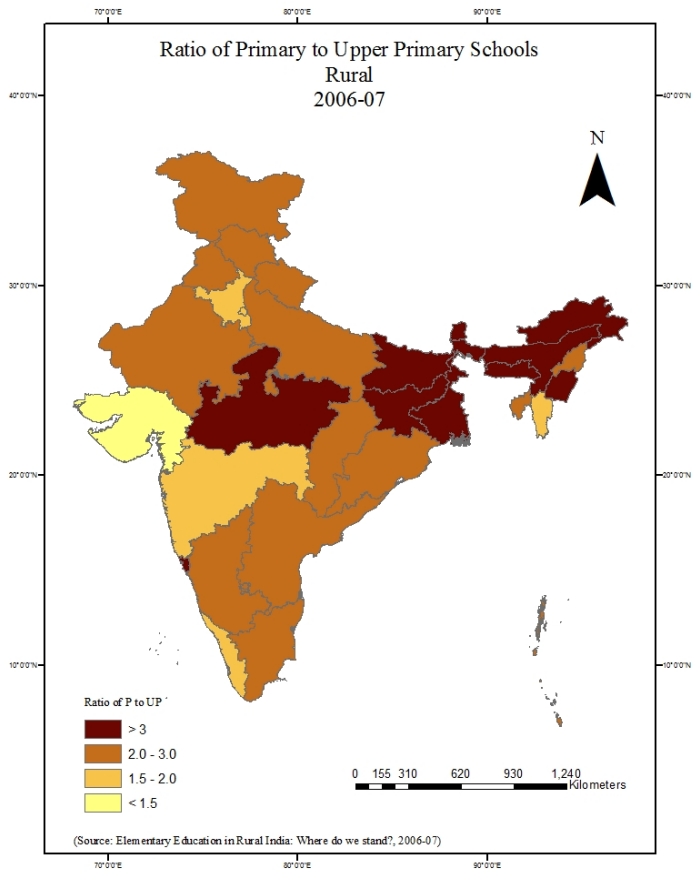 70°0'0"E 80°0'0"E 90°0'0"E
Ratio of Primary to Upper Primary Schools
Rural
2006-07
40°0'0"N 40°0'0"N
N
30°0'0"N 30°0'0"N
20°0'0"N 20°0'0"N
10°0'0"N 10°0'0"N
Ratio of P to UP
> 3
2.0 - 3.0
1.5 - 2.0
< 1.5
0 155 310 620 930 1,240
Kilometers
(Source: Elementary Education in Rural India: Where do we stand?, 2006-07)
70°0'0"E 80°0'0"E 90°0'0"E